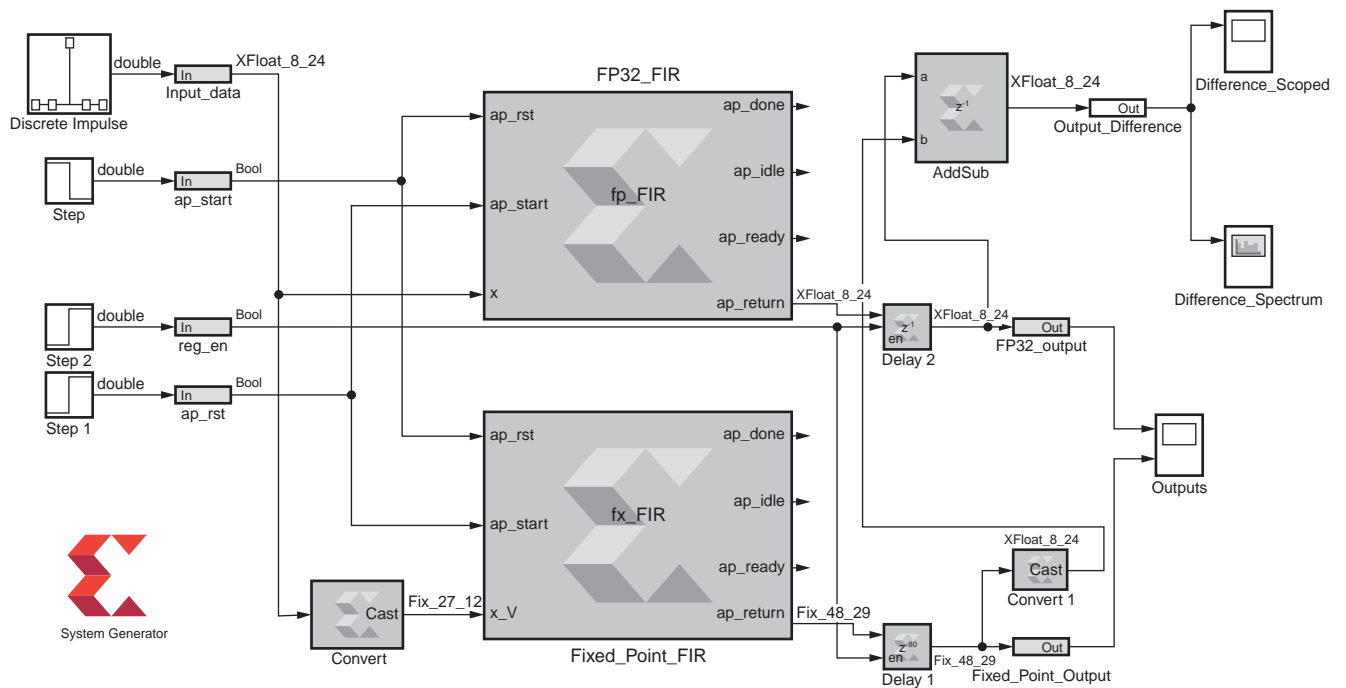 double
XFloat_8_24
In
Input_data
Discrete Impulse
double
Bool
In
ap_start
Step
double
Bool
In
reg_en
Step 2
double
Bool
In
ap_rst
Step 1
System Generator
FP32_FIR
ap_rst
ap_start
x
fp_FIR
ap_done
ap_idle
ap_ready
ap_return
XFloat_8_24
z-1
en
Delay 2
XFloat_8_24
Out
FP32_output
a
b
z-1
AddSub
XFloat_8_24
Out
Output_Difference
Difference_Scoped
Difference_Spectrum
ap_rst
ap_start
x_V
fx_FIR
ap_done
ap_idle
ap_ready
ap_return
Fixed_Point_FIR
Cast
Convert
Fix_27_12
Fix_48_29
z-80
en
Delay 1
Fix_48_29
XFloat_8_24
Cast
Convert 1
Out
Fixed_Point_Output
Outputs